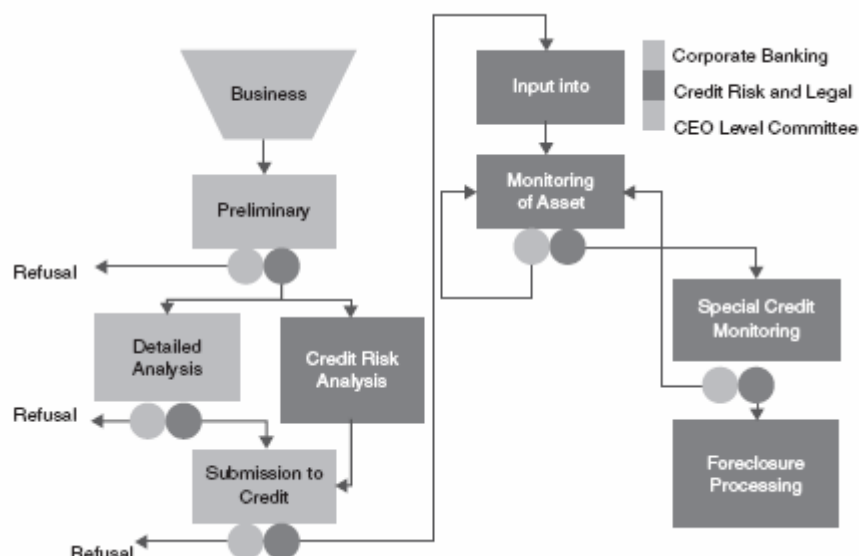 Business
Preliminary
Refusal
Detailed
Analysis
Credit Risk
Analysis
Refusal
Submission to
Credit
Refusal
Input into
Monitoring
of Asset
Special Credit
Monitoring
Foreclosure
Processing
Corporate Banking
Credit Risk and Legal
CEO Level Committee